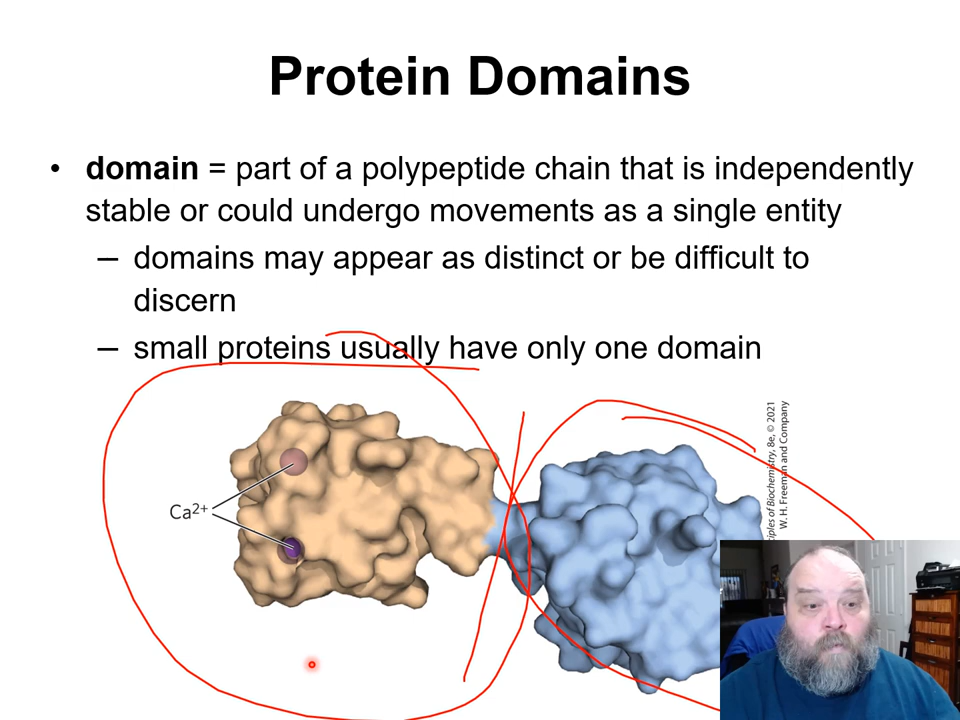 Protein Domains
• domain = part of a polypeptide chain that is independently
stable or could undergo movements as a single entity
– domains may appear as distinct or be difficult to
discern
– small proteins usually have only one domain
Ca2+
of Biochemistry, 8e, © 2021
W. H. Freeman and Company